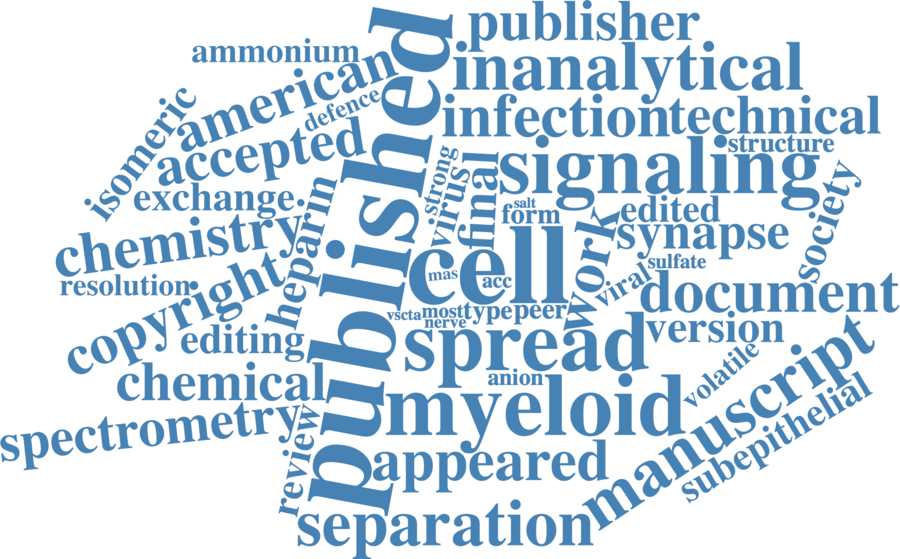 published
publisher
ammonium
inanalytical
american
defence
isomeric
infection
technical
accepted
structure
signaling
strong
virus
final
exchange
heparin
salt
form
edited
society
chemistry
work
synapse
cell
mas
acc
viral
sulfate
resolution
copyright
document
vscta
most
type
peer
nerve
version
editing
spread
chemical
anion
volatile
manuscript
myeloid
spectrometry
review
appeared
subepithelial
separation